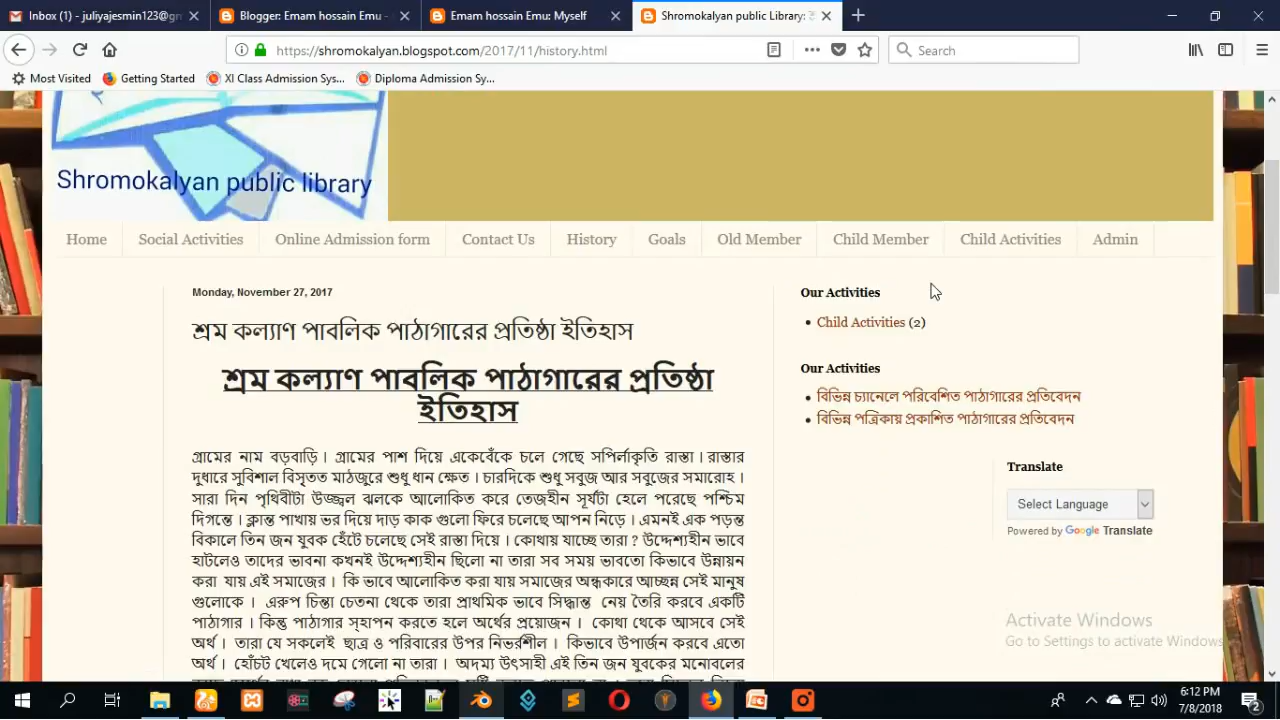 Inbox (1) - juliyajesmin123@gm
Blogger: Emam hossain Emu -
Emam hossain Emu: Myself
Shromokalyan public Library:
https://shromokalyan.blogspot.com/2017/11/history.html
Search
Most Visited
Getting Started
XI Class Admission Sys...
Diploma Admission Sy...
Shromokalyan public library
Home
Social Activities
Online Admission form
Contact Us
History
Goals
Old Member
Child Member
Child Activities
Admin
Monday, November 27, 2017
শ্রম কল্যাণ পাবলিক পাঠাগারের প্রতিষ্ঠা ইতিহাস
শ্রম কল্যাণ পাবলিক পাঠাগারের প্রতিষ্ঠা
ইতিহাস
গ্রামের নাম বড়বাড়ি। গ্রামের পাশ দিয়ে একেবেঁকে চলে গেছে সর্পিলাকৃতি রাস্তা। রাস্তার
দুধারে সুবিশাল বিসৃতত মাঠজুরে শুধু ধান ক্ষেত। চারদিকে শুধু সবুজ আর সবুজের সমারোহ।
সারা দিন পৃথিবীটা উজ্জ্বল ঝলকে আলোকিত করে তেজহীন সূর্যটা হেলে পরেছে পশ্চিম
দিগন্তে। ক্লান্ত পাখায় ভর দিয়ে দাড় কাক গুলো ফিরে চলেছে আপন নিড়ে। এমনই এক পড়ন্ত
বিকালে তিন জন যুবক হেঁটে চলেছে সেই রাস্তা দিয়ে। কোথায় যাচ্ছে তারা ? উদ্দেশ্যহীন ভাবে
হাটলেও তাদের ভাবনা কখনই উদ্দেশ্যহীন ছিলো না তারা সব সময় ভাবতো কিভাবে উন্নায়ন
করা যায় এই সমাজের। কি ভাবে আলোকিত করা যায় সমাজের অন্ধকারে আচ্ছন্ন সেই মানুষ
গুলোকে। এরুপ চিন্তা চেতনা থেকে তারা প্রাথমিক ভাবে সিদ্ধান্ত নেয় তৈরি করবে একটি
পাঠাগার। কিন্তু পাঠাগার স্হাপন করতে হলে অর্থের প্রয়োজন। কোথা থেকে আসবে সেই
অর্থ। তারা যে সকলেই ছাত্র ও পরিবারের উপর নির্ভরশীল। কিভাবে উপার্জন করবে এতো
অর্থ। হোঁচট খেলেও দমে গেলো না তারা। অদম্য উৎসাহী এই তিন জন যুবকের মনোবলের
Our Activities
Child Activities (2)
Our Activities
বিভিন্ন চ্যানেলে পরিবেশিত পাঠাগারের প্রতিবেদন
বিভিন্ন পত্রিকায় প্রকাশিত পাঠাগারের প্রতিবেদন
Translate
Select Language
Powered by Google Translate
Activate Windows
Go to Settings to activate Windows
6:12 PM
7/8/2018
2